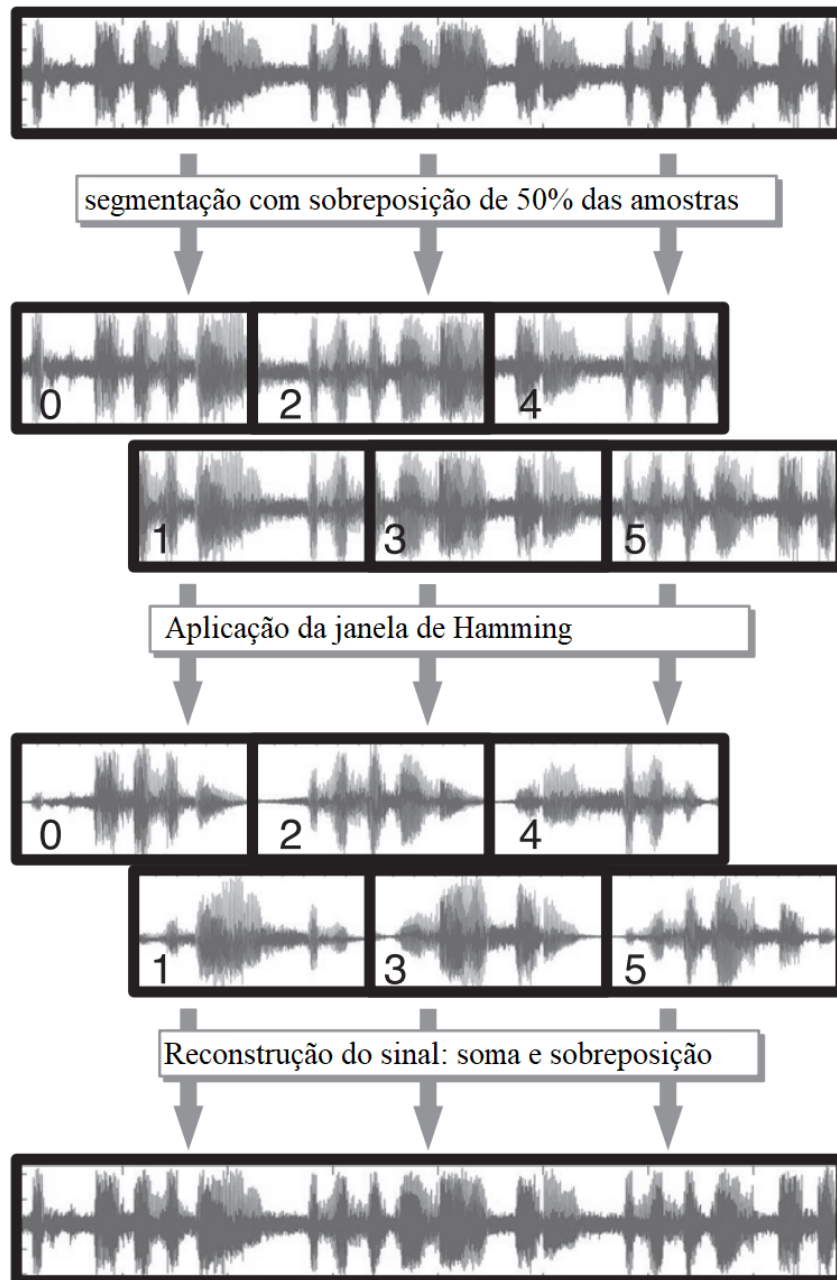 segmentação com sobreposição de 50% das amostras
0 2 4
1 3 5
Aplicação da janela de Hamming
0 2 4
1 3 5
Reconstrução do sinal: soma e sobreposição